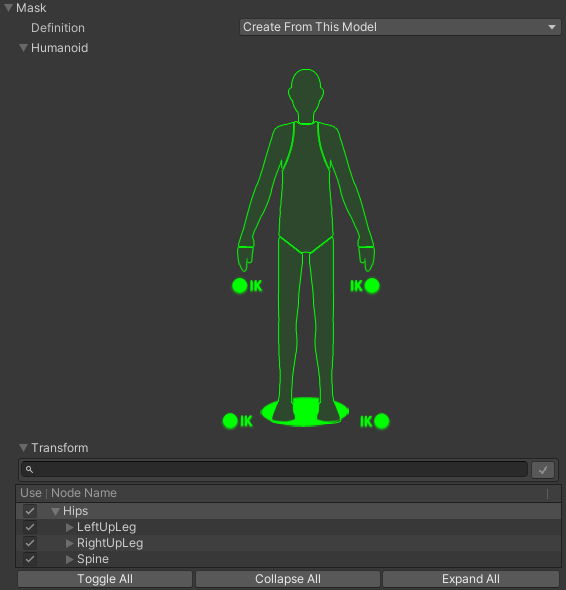 Mask
Definition Create From This Model
Humanoid
IK IK
IK IK
Transform
Use Node Name
Hips
LeftUpLeg
RightUpLeg
Spine
Toggle All Collapse All Expand All